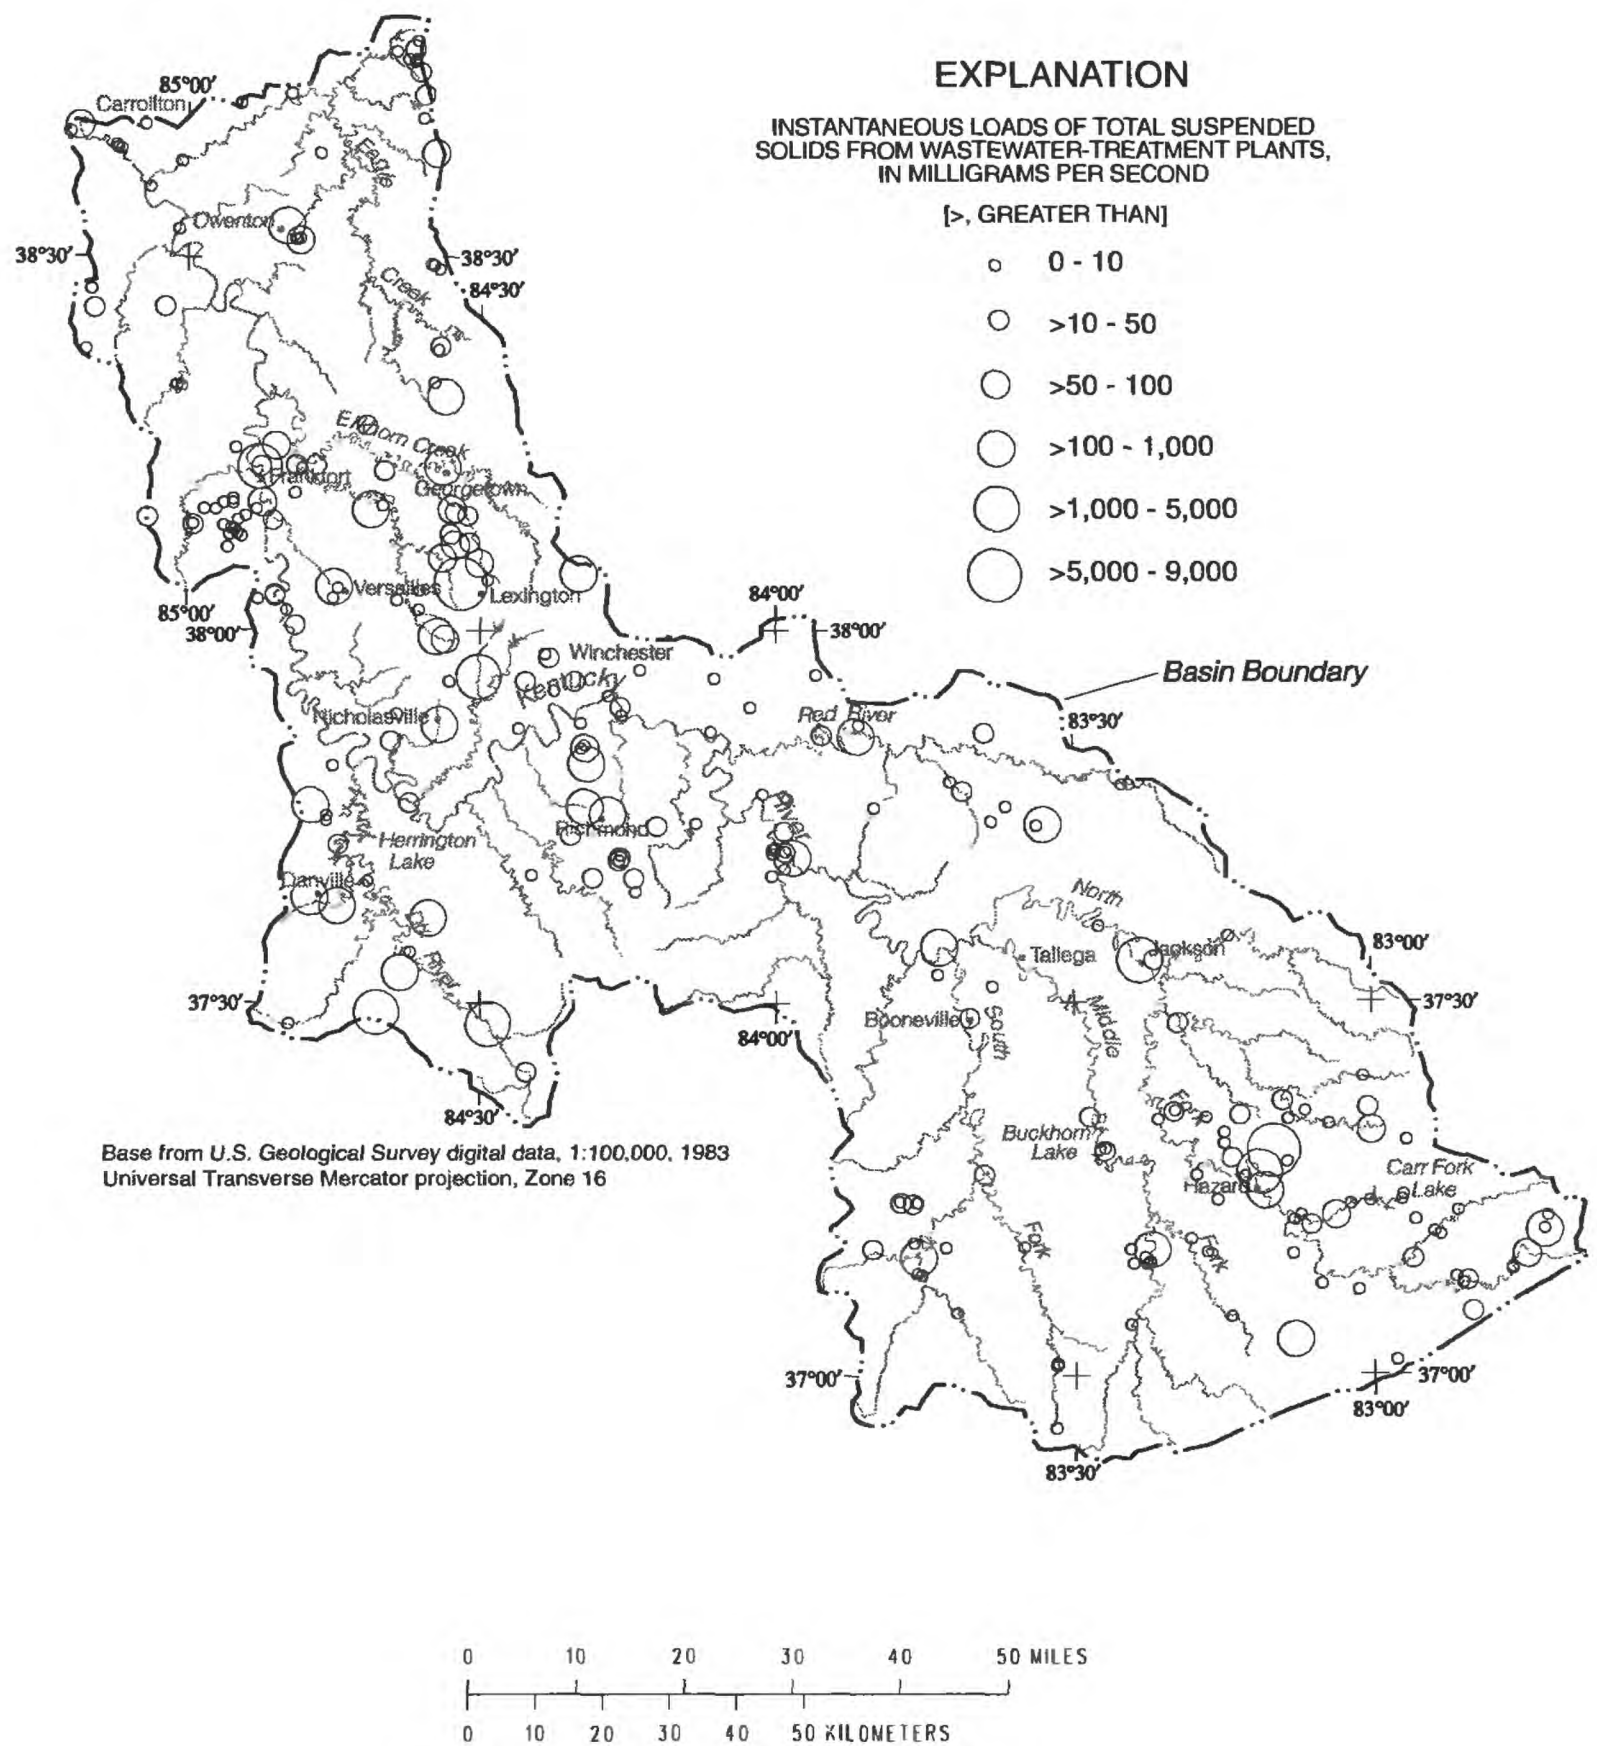 EXPLANATION
INSTANTANEOUS LOADS OF TOTAL SUSPENDED
SOLIDS FROM WASTEWATER-TREATMENT PLANTS,
IN MILLIGRAMS PER SECOND
[>, GREATER THAN]
0 - 10
>10 - 50
>50 - 100
>100 - 1,000
>1,000 - 5,000
>5,000 - 9,000
85°00′
Carrollton
Eagle
Owenton
38°30′
38°30′
Creek
84°30′
Elkhorn Creek
Frankfort
Georgetown
Versailles
Lexington
85°00′
38°00′
84°00′
38°00′
Winchester
Basin Boundary
Kentucky
Nicholasville
Red River
83°30′
River
Richmond
Herrington
Lake
Danville
North
83°00′
Tallega
Jackson
River
37°30′
37°30′
Booneville
South
Middle
84°00′
84°30′
Fork
Buckhorn
Lake
Carr Fork
Lake
Hazard
Base from U.S. Geological Survey digital data, 1:100,000, 1983
Universal Transverse Mercator projection, Zone 16
Fork
Fork
37°00′
37°00′
83°00′
83°30′
0 10 20 30 40 50 MILES
0 10 20 30 40 50 KILOMETERS